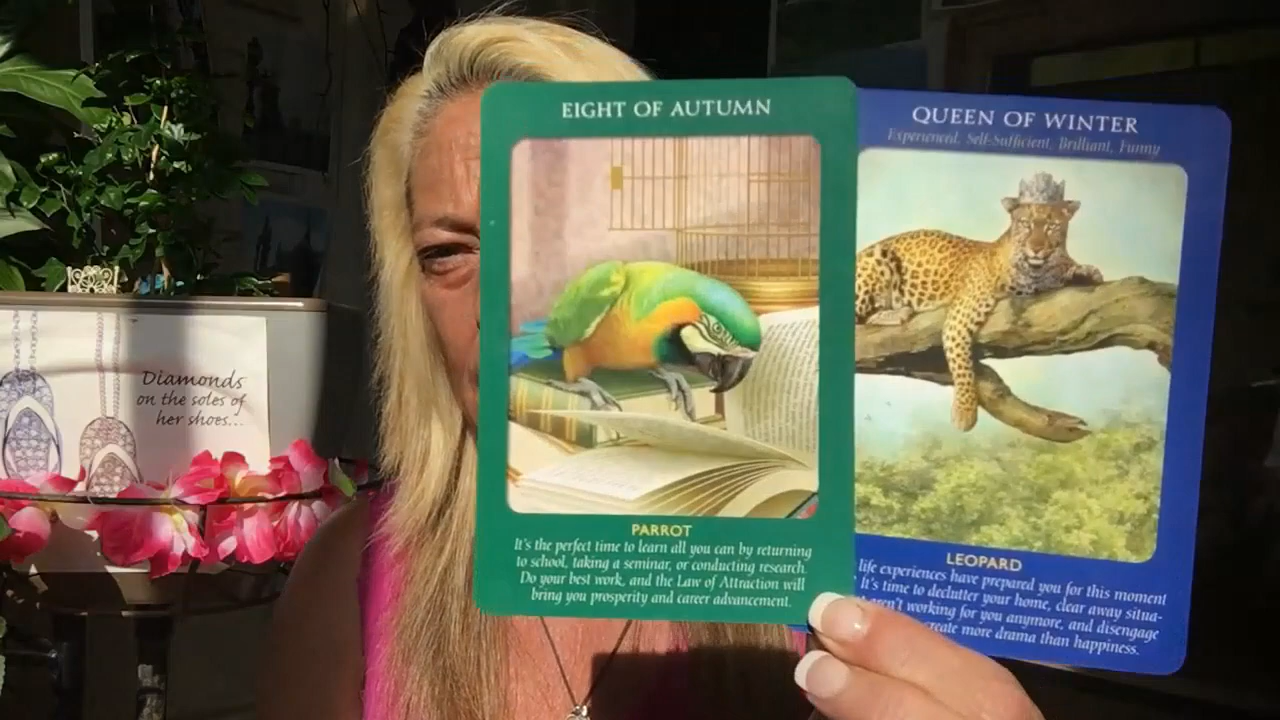 Diamonds
on the soles of
her shoes...
EIGHT OF AUTUMN
PARROT
It's the perfect time to learn all you can by returning
to school, taking a seminar, or conducting research.
Do your best work, and the Law of Attraction will
bring you prosperity and career advancement.
QUEEN OF WINTER
Experienced, Self-Sufficient, Brilliant, Funny
LEOPARD
life experiences have prepared you for this moment
It's time to declutter your home, clear away situa-
aren't working for you anymore, and disengage
create more drama than happiness.